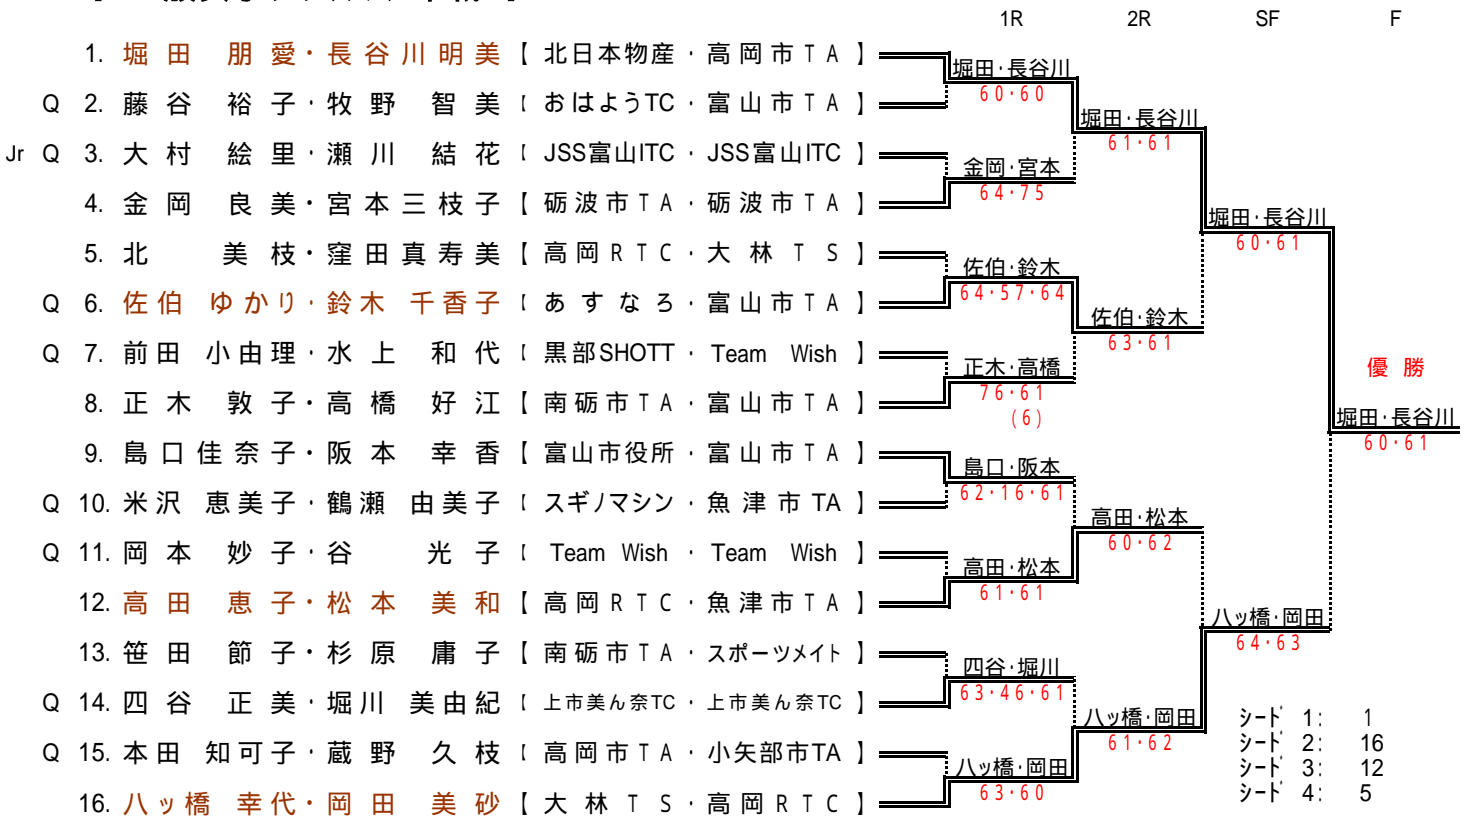 1R 2R SF F
1. 堀田 朋愛・長谷川明美 【 北日本物産・高岡市TA 】
堀田・長谷川
60・60
Q 2. 藤谷 裕子・牧野 智美 【 おはようTC・富山市TA 】
堀田・長谷川
61・61
Jr Q 3. 大村 絵里・瀬川 結花 【 JSS富山ITC・JSS富山ITC 】
金岡・宮本
64・75
4. 金岡 良美・宮本三枝子 【 砺波市TA・砺波市TA 】
堀田・長谷川
60・61
5. 北 美枝・窪田真寿美 【 高岡RTC・大林TS 】
佐伯・鈴木
64・57・64
Q 6. 佐伯 ゆかり・鈴木 千香子 【 あすなろ・富山市TA 】
佐伯・鈴木
63・61
Q 7. 前田 小由理・水上 和代 【 黒部SHOTT・Team Wish 】
正木・高橋
76・61
(6)
優勝
8. 正木 敦子・高橋 好江 【 南砺市TA・富山市TA 】
堀田・長谷川
60・61
9. 島口佳奈子・阪本 幸香 【 富山市役所・富山市TA 】
島口・阪本
62・16・61
Q 10. 米沢 恵美子・鶴瀬 由美子 【 スギノマシン・魚津市TA 】
高田・松本
60・62
Q 11. 岡本 妙子・谷 光子 【 Team Wish・Team Wish 】
高田・松本
61・61
12. 高田 恵子・松本 美和 【 高岡RTC・魚津市TA 】
八ッ橋・岡田
64・63
13. 笹田 節子・杉原 庸子 【 南砺市TA・スポーツメイト 】
四谷・堀川
63・46・61
Q 14. 四谷 正美・堀川 美由紀 【 上市美ん奈TC・上市美ん奈TC 】
八ッ橋・岡田
61・62
Q 15. 本田 知可子・蔵野 久枝 【 高岡市TA・小矢部市TA 】
八ッ橋・岡田
63・60
16. 八ッ橋 幸代・岡田 美砂 【 大林TS・高岡RTC 】
シード 1: 1
シード 2: 16
シード 3: 12
シード 4: 5